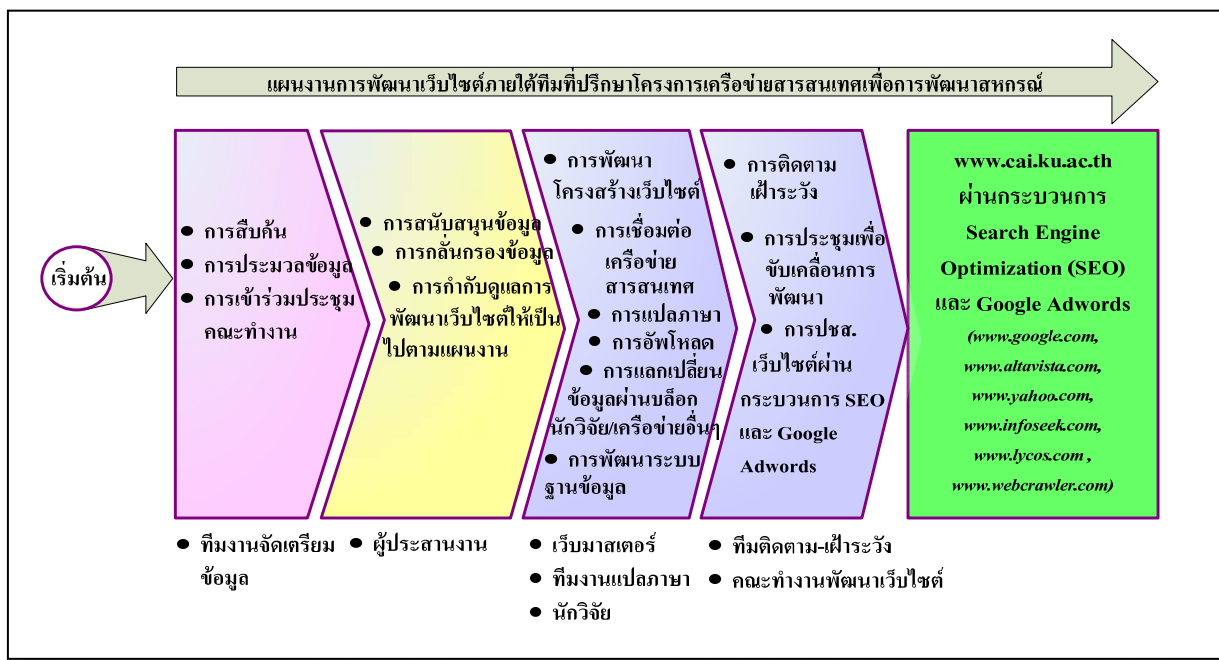 แผนงานการพัฒนาเว็บไซต์ภายใต้ทีมที่ปรึกษาโครงการเครือข่ายสารสนเทศเพื่อการพัฒนาสหกรณ์
เริ่มต้น
● การสืบค้น
● การประมวลข้อมูล
● การเข้าร่วมประชุม
คณะทำงาน
● การสนับสนุนข้อมูล
● การกลั่นกรองข้อมูล
● การกำกับดูแลการ
พัฒนาเว็บไซต์ให้เป็น
ไปตามแผนงาน
● การพัฒนา
โครงสร้างเว็บไซต์
● การเชื่อมต่อ
เครือข่าย
สารสนเทศ
● การแปลภาษา
● การอัพโหลด
● การแลกเปลี่ยน
ข้อมูลผ่านบล็อก
นักวิจัย/เครือข่ายอื่นๆ
● การพัฒนาระบบ
ฐานข้อมูล
● การติดตาม
เฝ้าระวัง
● การประชุมเพื่อ
ขับเคลื่อนการ
พัฒนา
● การปชส.
เว็บไซต์ผ่าน
กระบวนการ SEO
และ Google
Adwords
www.cai.ku.ac.th
ผ่านกระบวนการ
Search Engine
Optimization (SEO)
และ Google Adwords
(www.google.com,
www.altavista.com,
www.yahoo.com,
www.infoseek.com,
www.lycos.com ,
www.webcrawler.com)
● ทีมงานจัดเตรียม
ข้อมูล
● ผู้ประสานงาน
● เว็บมาสเตอร์
● ทีมงานแปลภาษา
● นักวิจัย
● ทีมติดตาม-เฝ้าระวัง
● คณะทำงานพัฒนาเว็บไซต์